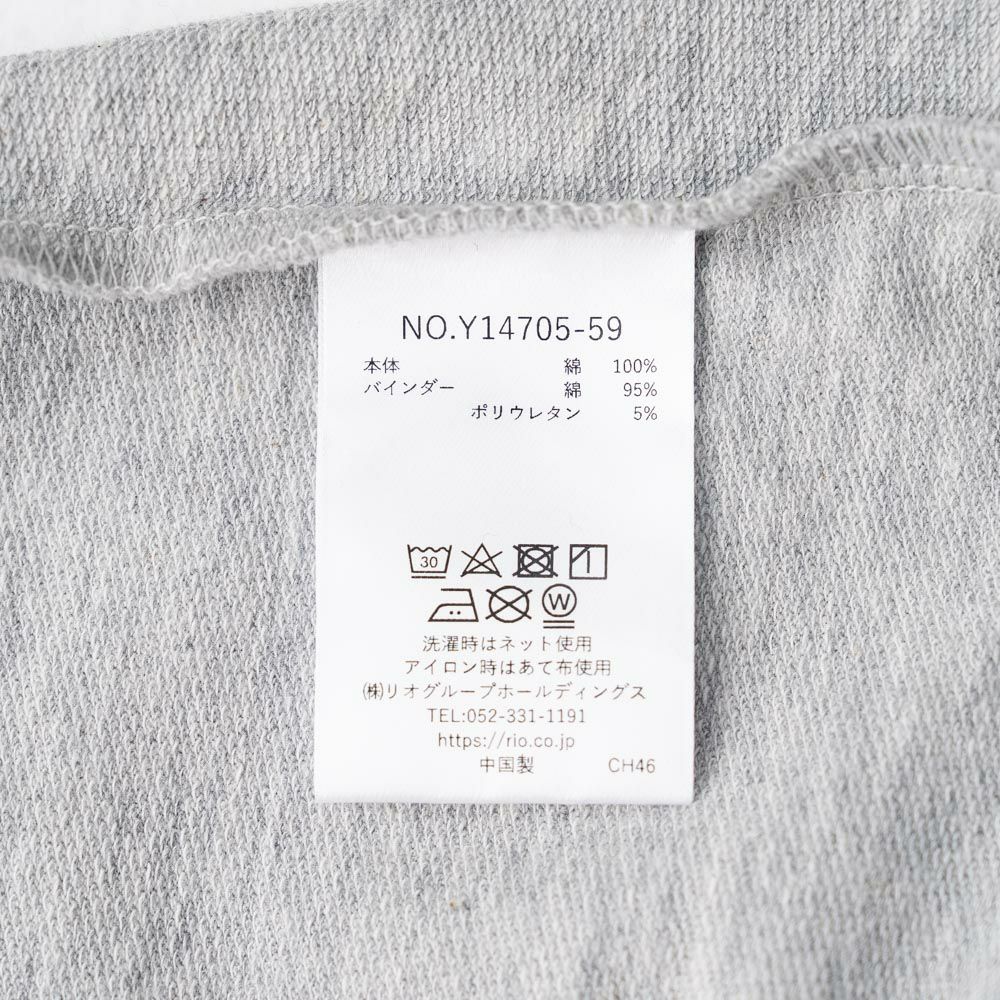 NO.Y14705-59
本体 綿 100%
バインダー 綿 95%
ポリウレタン 5%
30
W
洗濯時はネット使用
アイロン時はあて布使用
㈱リオグループホールディングス
TEL:052-331-1191
https://rio.co.jp
中国製 CH46